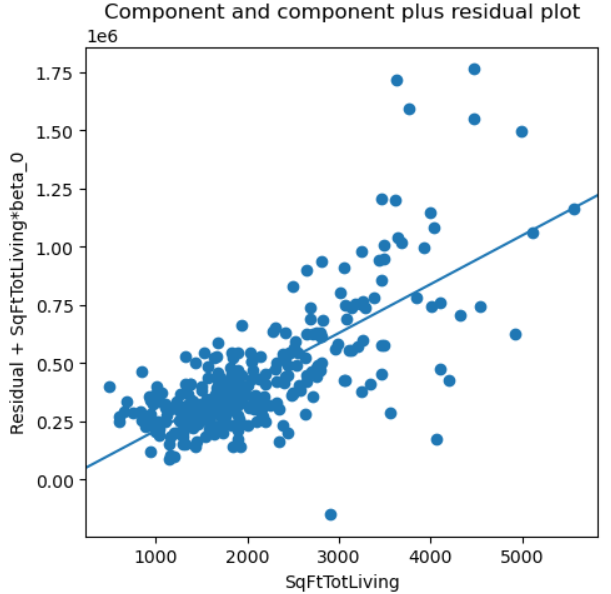 Component and component plus residual plot
1e6
1.75
1.50
1.25
1.00
0.75
0.50
0.25
0.00
Residual + SqFtTotLiving*beta_0
1000 2000 3000 4000 5000
SqFtTotLiving